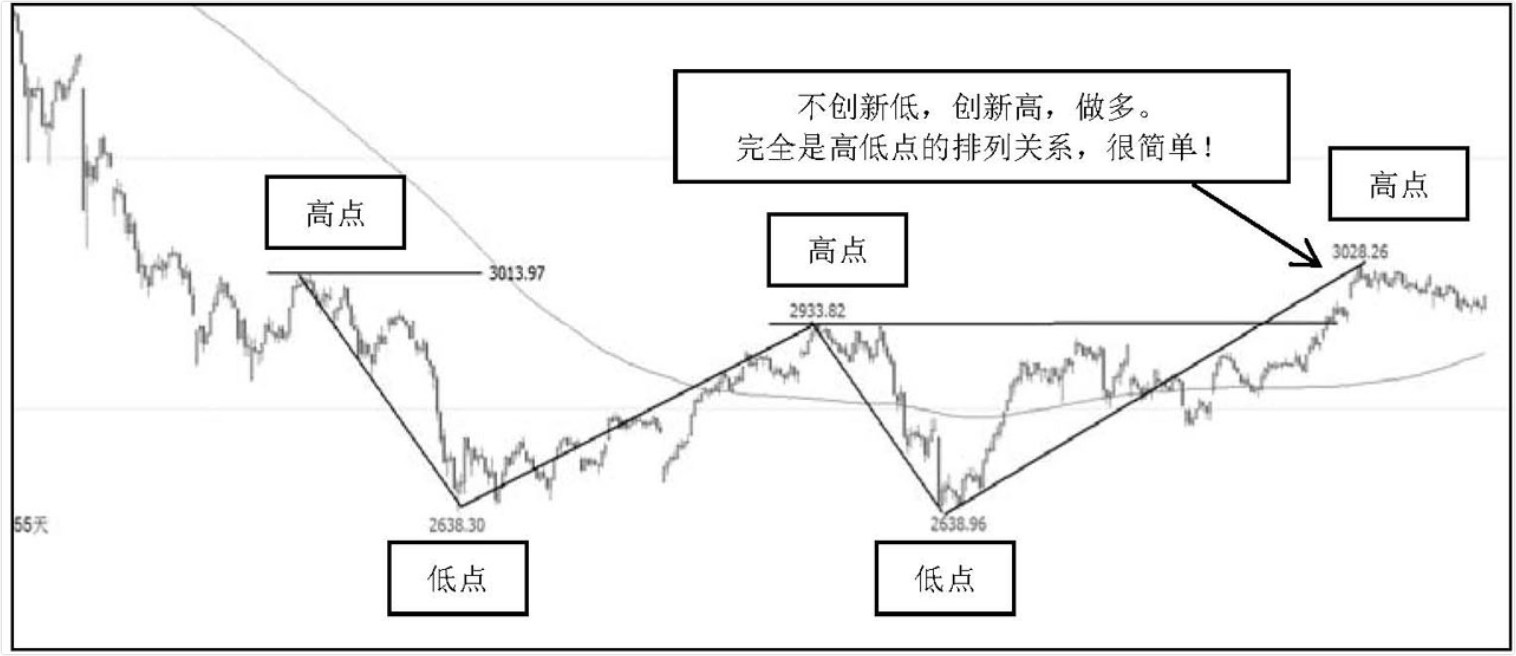 不创新低，创新高，做多。
完全是高低点的排列关系，很简单！
高点
高点
高点
3028.26
3013.97
2933.82
2638.30
2638.96
55天
低点
低点